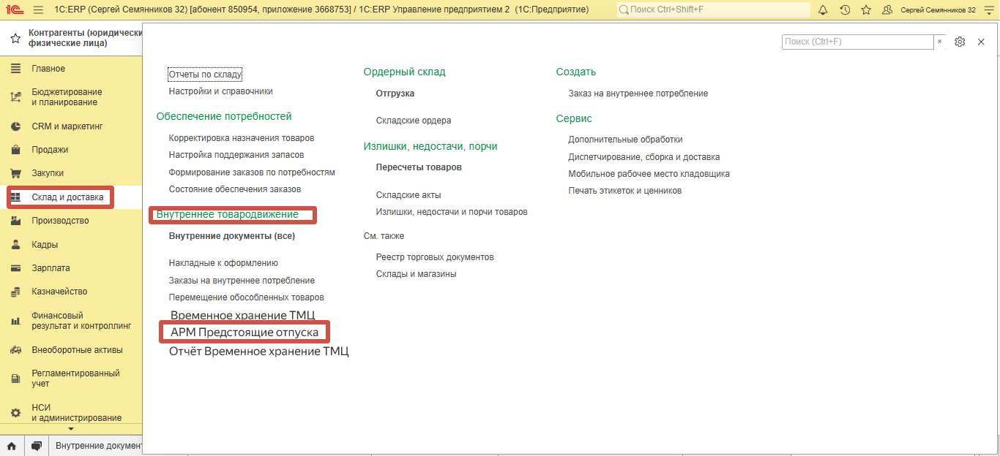 1С:ERP (Сергей Семянников 32) [абонент 850954, приложение 3668753] / 1С:ERP Управление предприятием 2 (1С:Предприятие)
Поиск Ctrl+Shift+F
Сергей Семянников 32
Контрагенты (юридически
физические лица)
Главное
Бюджетирование
и планирование
CRM и маркетинг
Продажи
Закупки
Склад и доставка
Производство
Кадры
Зарплата
Казначейство
Финансовый
результат и контроллинг
Внеоборотные активы
Регламентированный
учет
НСИ
и администрирование
Внутренние документ
Поиск (Ctrl+F)
Отчеты по складу
Настройки и справочники
Обеспечение потребностей
Корректировка назначения товаров
Настройка поддержания запасов
Формирование заказов по потребностям
Состояние обеспечения заказов
Внутреннее товародвижение
Внутренние документы (все)
Накладные к оформлению
Заказы на внутреннее потребление
Перемещение обособленных товаров
Временное хранение ТМЦ
АРМ Предстоящие отпуска
Отчёт Временное хранение ТМЦ
Ордерный склад
Отгрузка
Складские ордера
Излишки, недостачи, порчи
Пересчеты товаров
Складские акты
Излишки, недостачи и порчи товаров
См. также
Реестр торговых документов
Склады и магазины
Создать
Заказ на внутреннее потребление
Сервис
Дополнительные обработки
Диспетчирование, сборка и доставка
Мобильное рабочее место кладовщика
Печать этикеток и ценников